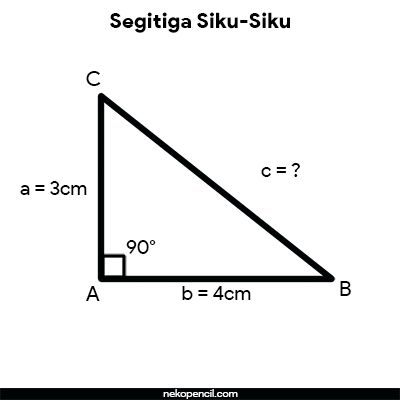 Segitiga Siku-Siku
C
c = ?
a = 3cm
90°
A
b = 4cm
B
nekopencil.com